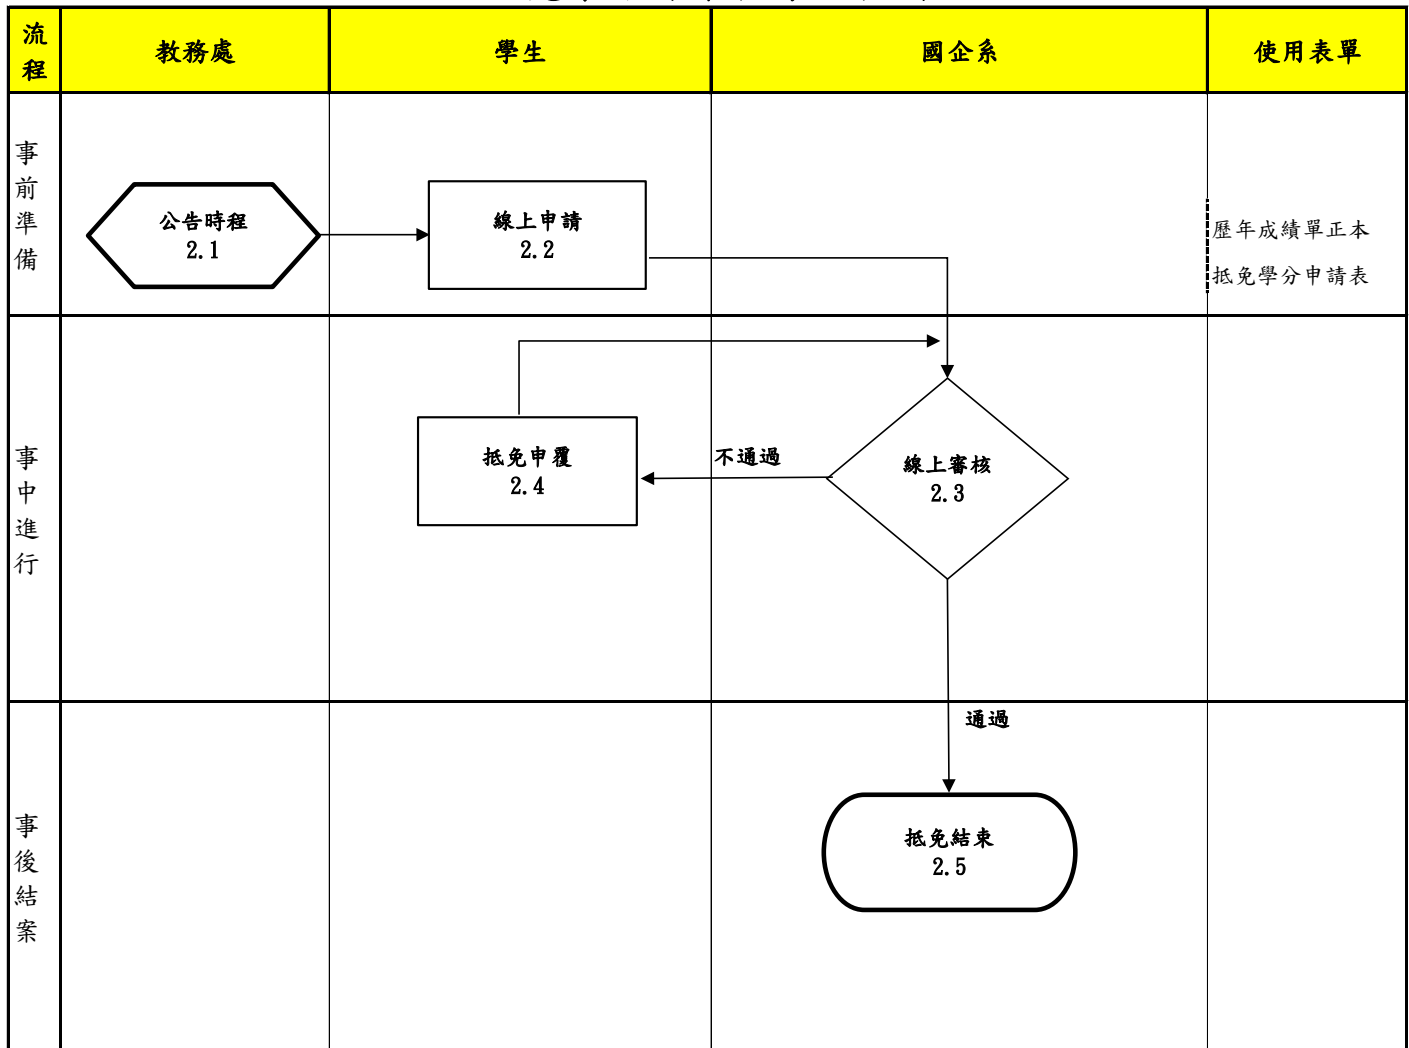 流程
教務處
學生
國企系
使用表單
事前準備
公告時程
2.1
線上申請
2.2
歷年成績單正本
抵免學分申請表
事中進行
抵免申覆
2.4
不通過
線上審核
2.3
通過
事後結案
抵免結束
2.5